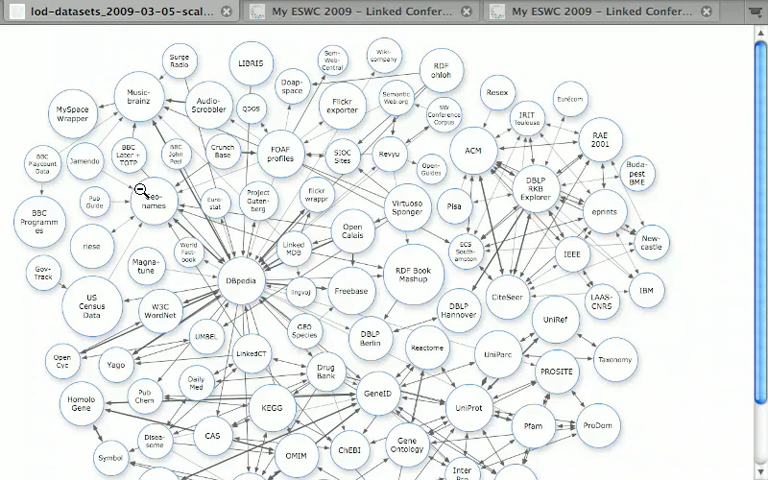 lod-datasets_2009-03-05-scal...
My ESWC 2009 – Linked Confer...
My ESWC 2009 – Linked Confer...
Surge
Radio
LIBRIS
Sem-
Web-
Central
Wiki-
company
RDF
ohloh
Music-
brainz
Audio-
Scrobbler
QDOS
Doap-
space
Flickr
exporter
Semantic
Web.org
SW
Conference
Corpus
Resex
Eurécom
MySpace
Wrapper
IRIT
Toulouse
RAE
2001
BBC
Playcount
Data
Jamendo
BBC
Later +
TOTP
BBC
John
Peel
Crunch
Base
FOAF
profiles
SIOC
Sites
Revyu
Open-
Guides
ACM
DBLP
RKB
Explorer
Buda-
pest
BME
Pub
Guide
names
Euro-
stat
Project
Guten-
berg
flickr
wrappr
Virtuoso
Sponger
Pisa
eprints
BBC
Programm
es
riese
World
Fact-
book
Linked
MDB
Open
Calais
ECS
South-
ampton
IEEE
New-
castle
Gov-
Track
Magna-
tune
DBpedia
lingvoj
Freebase
RDF Book
Mashup
CiteSeer
LAAS-
CNRS
IBM
US
Census
Data
W3C
WordNet
UMBEL
GEO
Species
DBLP
Berlin
DBLP
Hannover
UniRef
Open
Cyc
Yago
LinkedCT
Reactome
UniParc
Taxonomy
Daily
Med
Drug
Bank
PROSITE
Homolo
Gene
Pub
Chem
KEGG
GeneID
UniProt
Pfam
ProDom
Symbol
Disea-
some
CAS
OMIM
ChEBI
Gene
Ontology
Inter
Pro